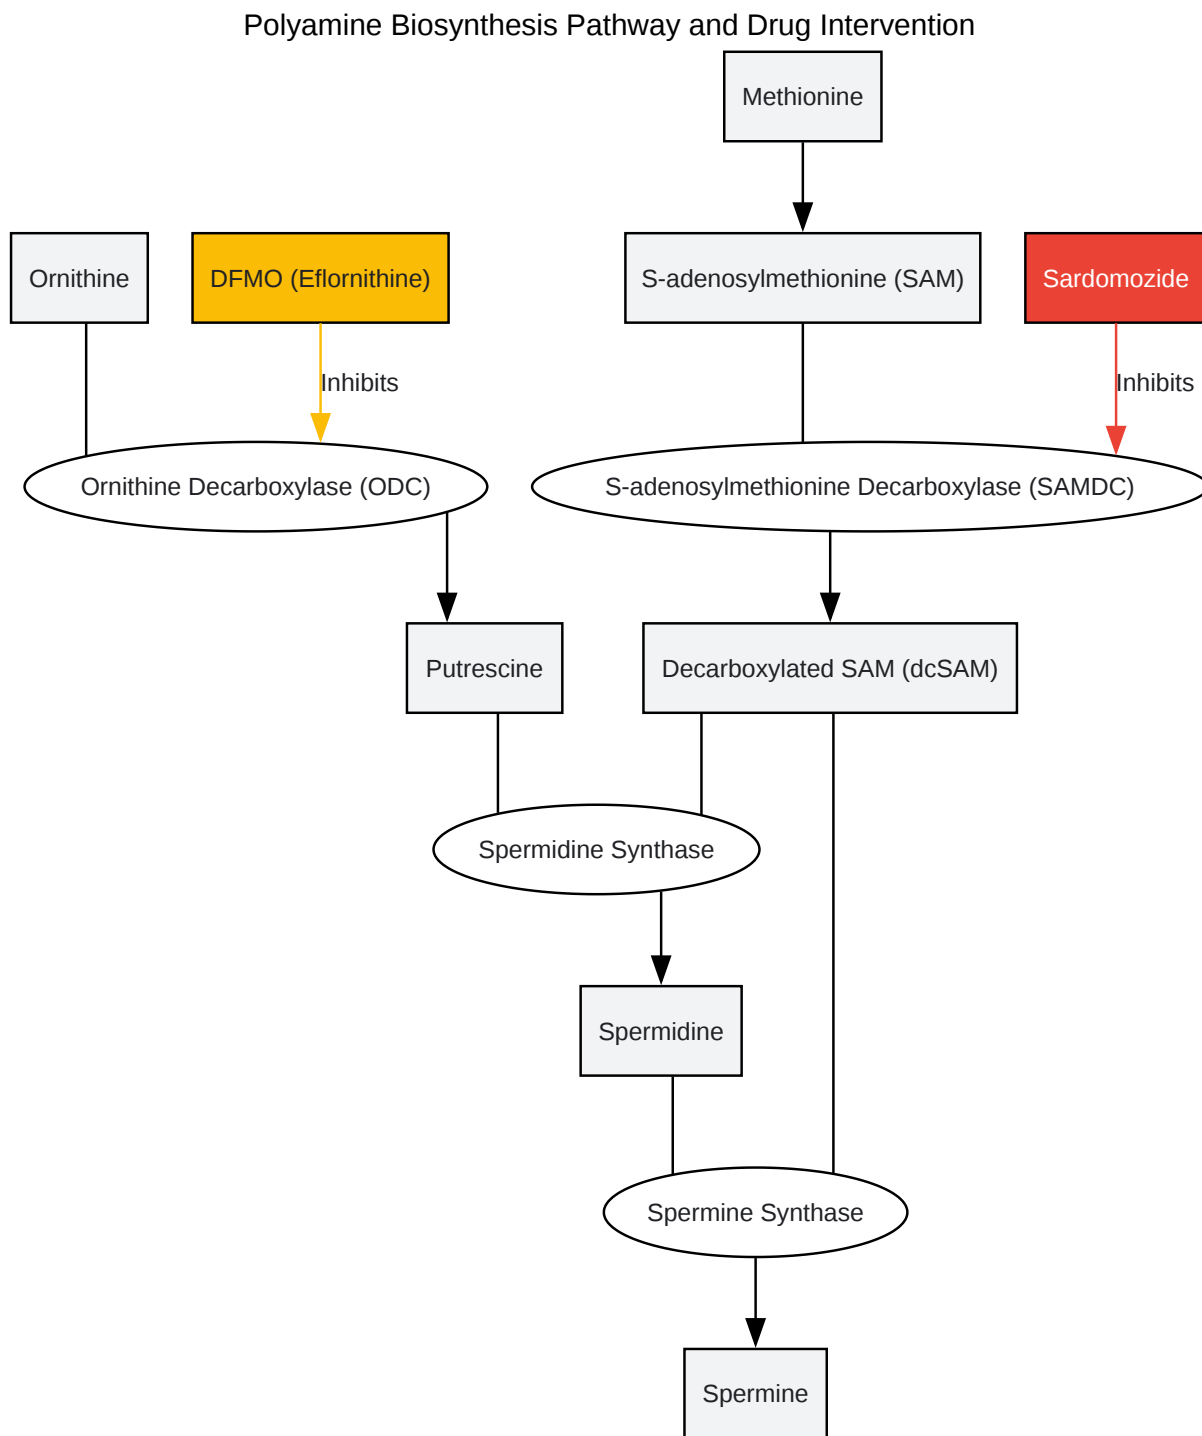 Polyamine Biosynthesis Pathway and Drug Intervention
Methionine
Ornithine
DFMO (Eflornithine)
S-adenosylmethionine (SAM)
Sardomozide
Inhibits
Inhibits
Ornithine Decarboxylase (ODC)
S-adenosylmethionine Decarboxylase (SAMDC)
Putrescine
Decarboxylated SAM (dcSAM)
Spermidine Synthase
Spermidine
Spermine Synthase
Spermine